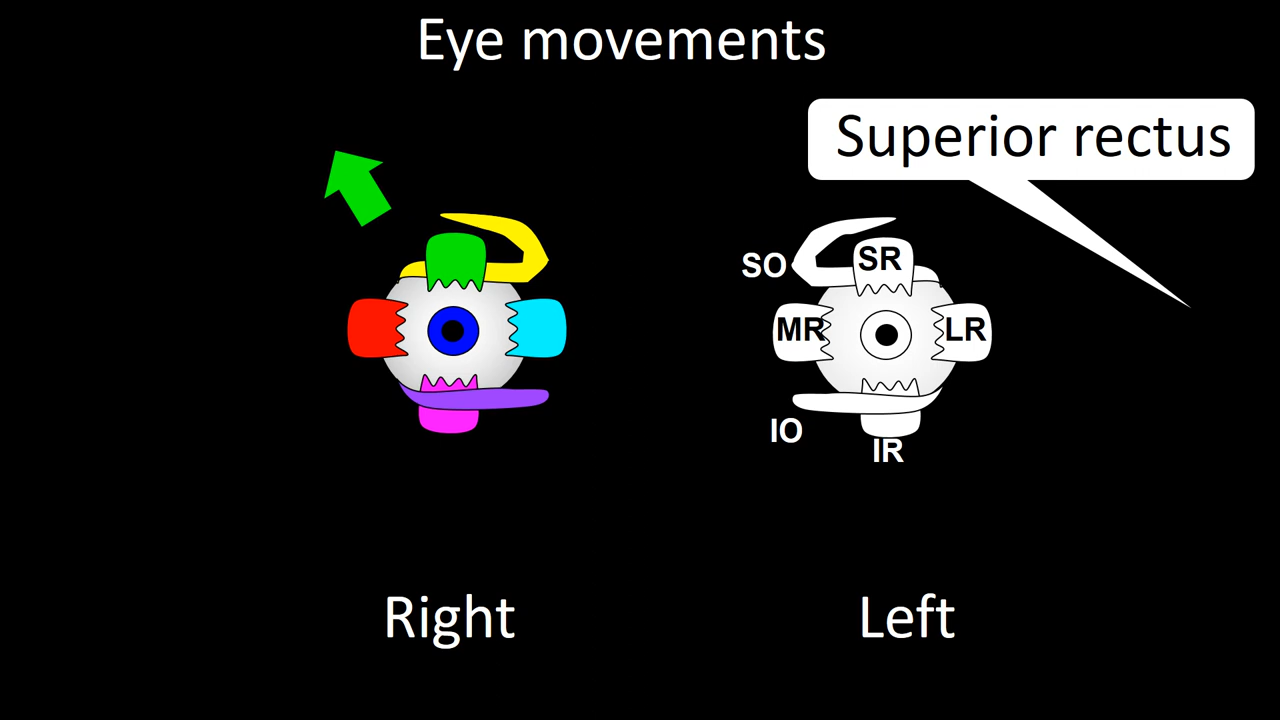 Eye movements
Superior rectus
SO
SR
MR
LR
IO
IR
Right
Left